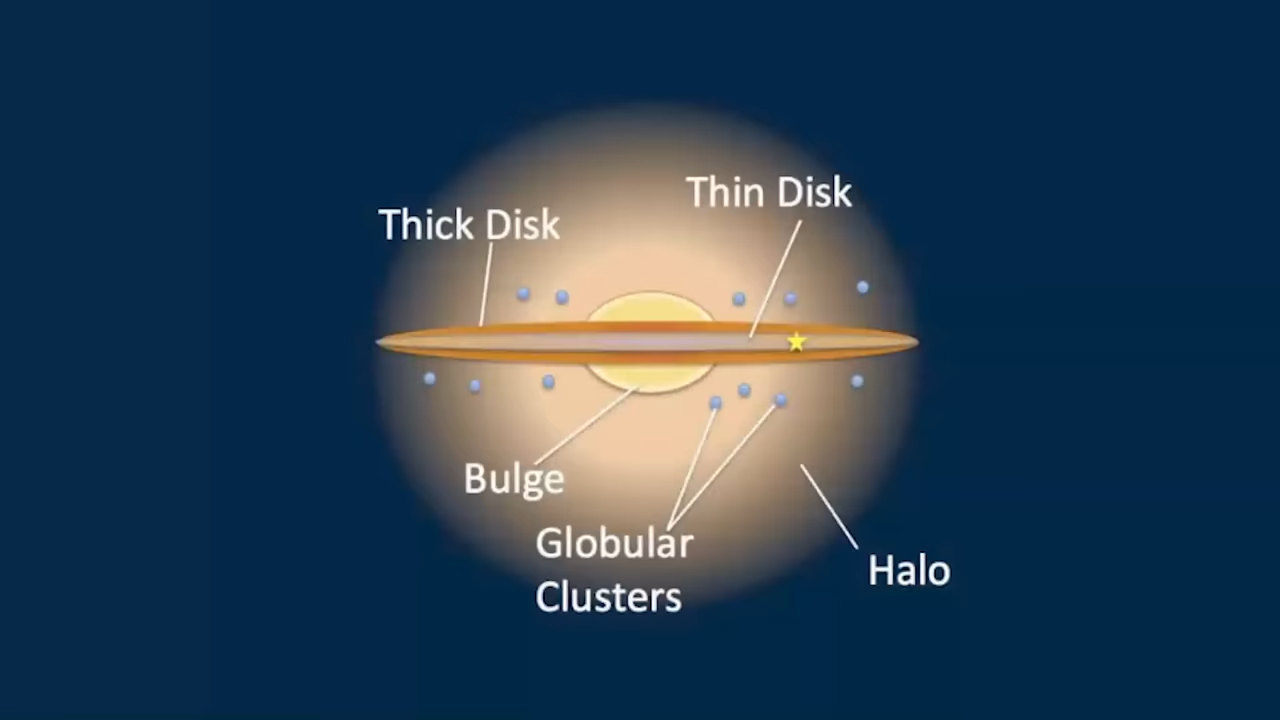 Thin Disk
Thick Disk
Bulge
Globular
Clusters
Halo